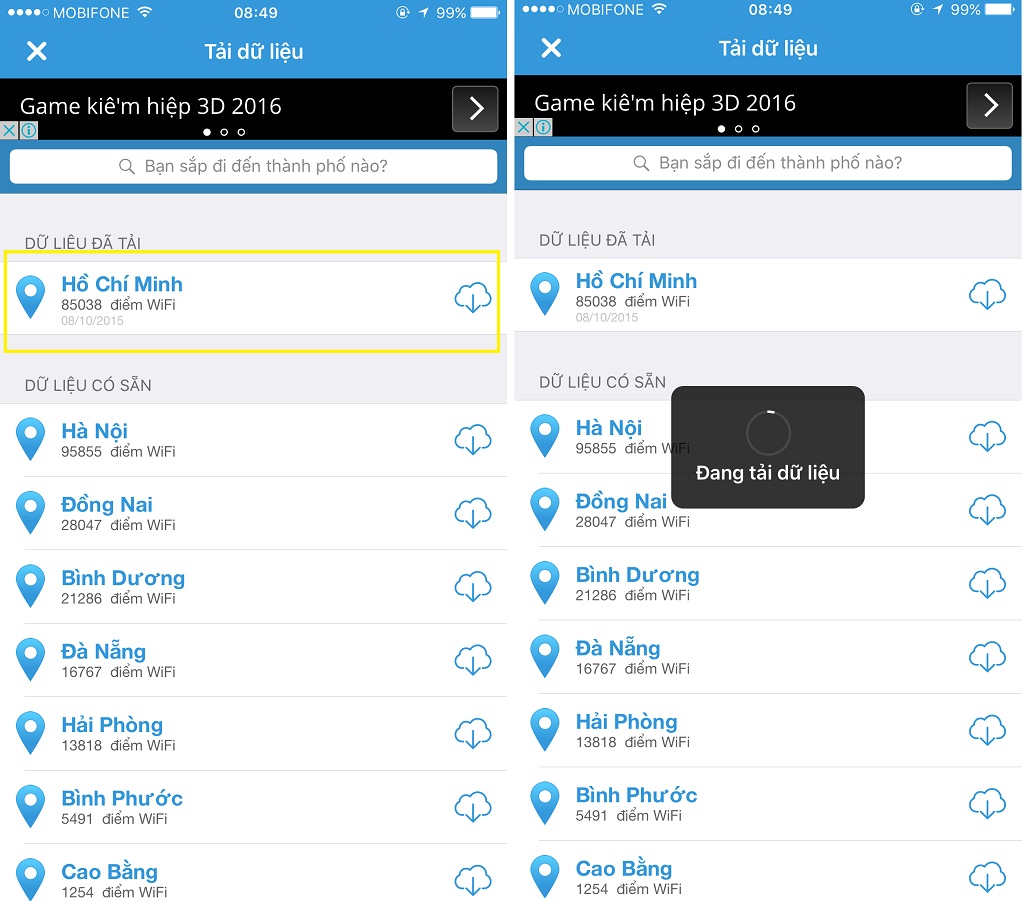 MOBIFONE 08:49 99%
Tải dữ liệu
Game kiê'm hiệp 3D 2016
Bạn sắp đi đến thành phố nào?
DỮ LIỆU ĐÃ TẢI
Hồ Chí Minh
85038 điểm WiFi
08/10/2015
DỮ LIỆU CÓ SẴN
Hà Nội
95855 điểm WiFi
Đồng Nai
28047 điểm WiFi
Bình Dương
21286 điểm WiFi
Đà Nẵng
16767 điểm WiFi
Hải Phòng
13818 điểm WiFi
Bình Phước
5491 điểm WiFi
Cao Bằng
1254 điểm WiFi
MOBIFONE 08:49 99%
Tải dữ liệu
Game kiê'm hiệp 3D 2016
Bạn sắp đi đến thành phố nào?
DỮ LIỆU ĐÃ TẢI
Hồ Chí Minh
85038 điểm WiFi
08/10/2015
DỮ LIỆU CÓ SẴN
Hà Nội
95855 điểm WiFi
Đang tải dữ liệu
Đồng Nai
28047 điểm WiFi
Bình Dương
21286 điểm WiFi
Đà Nẵng
16767 điểm WiFi
Hải Phòng
13818 điểm WiFi
Bình Phước
5491 điểm WiFi
Cao Bằng
1254 điểm WiFi